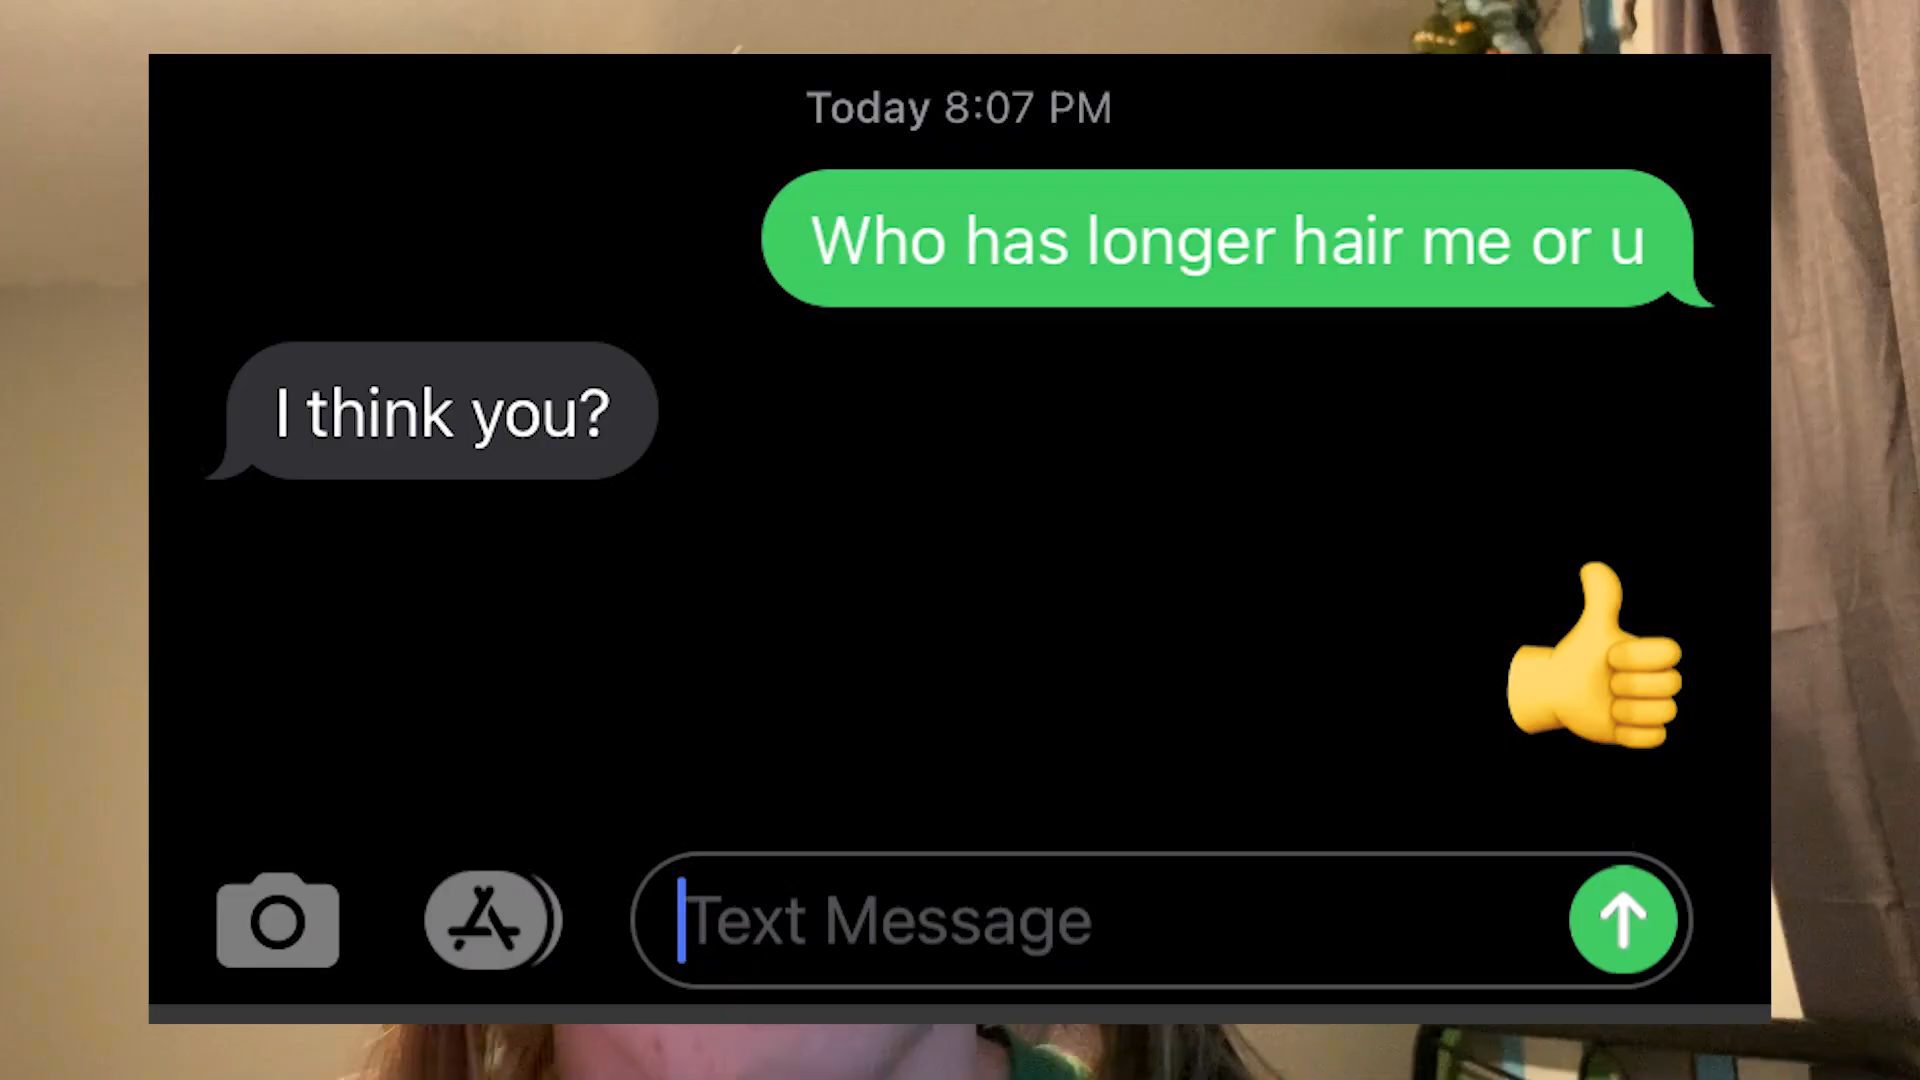 Today 8:07 PM
Who has longer hair me or u
I think you?
👍
Text Message